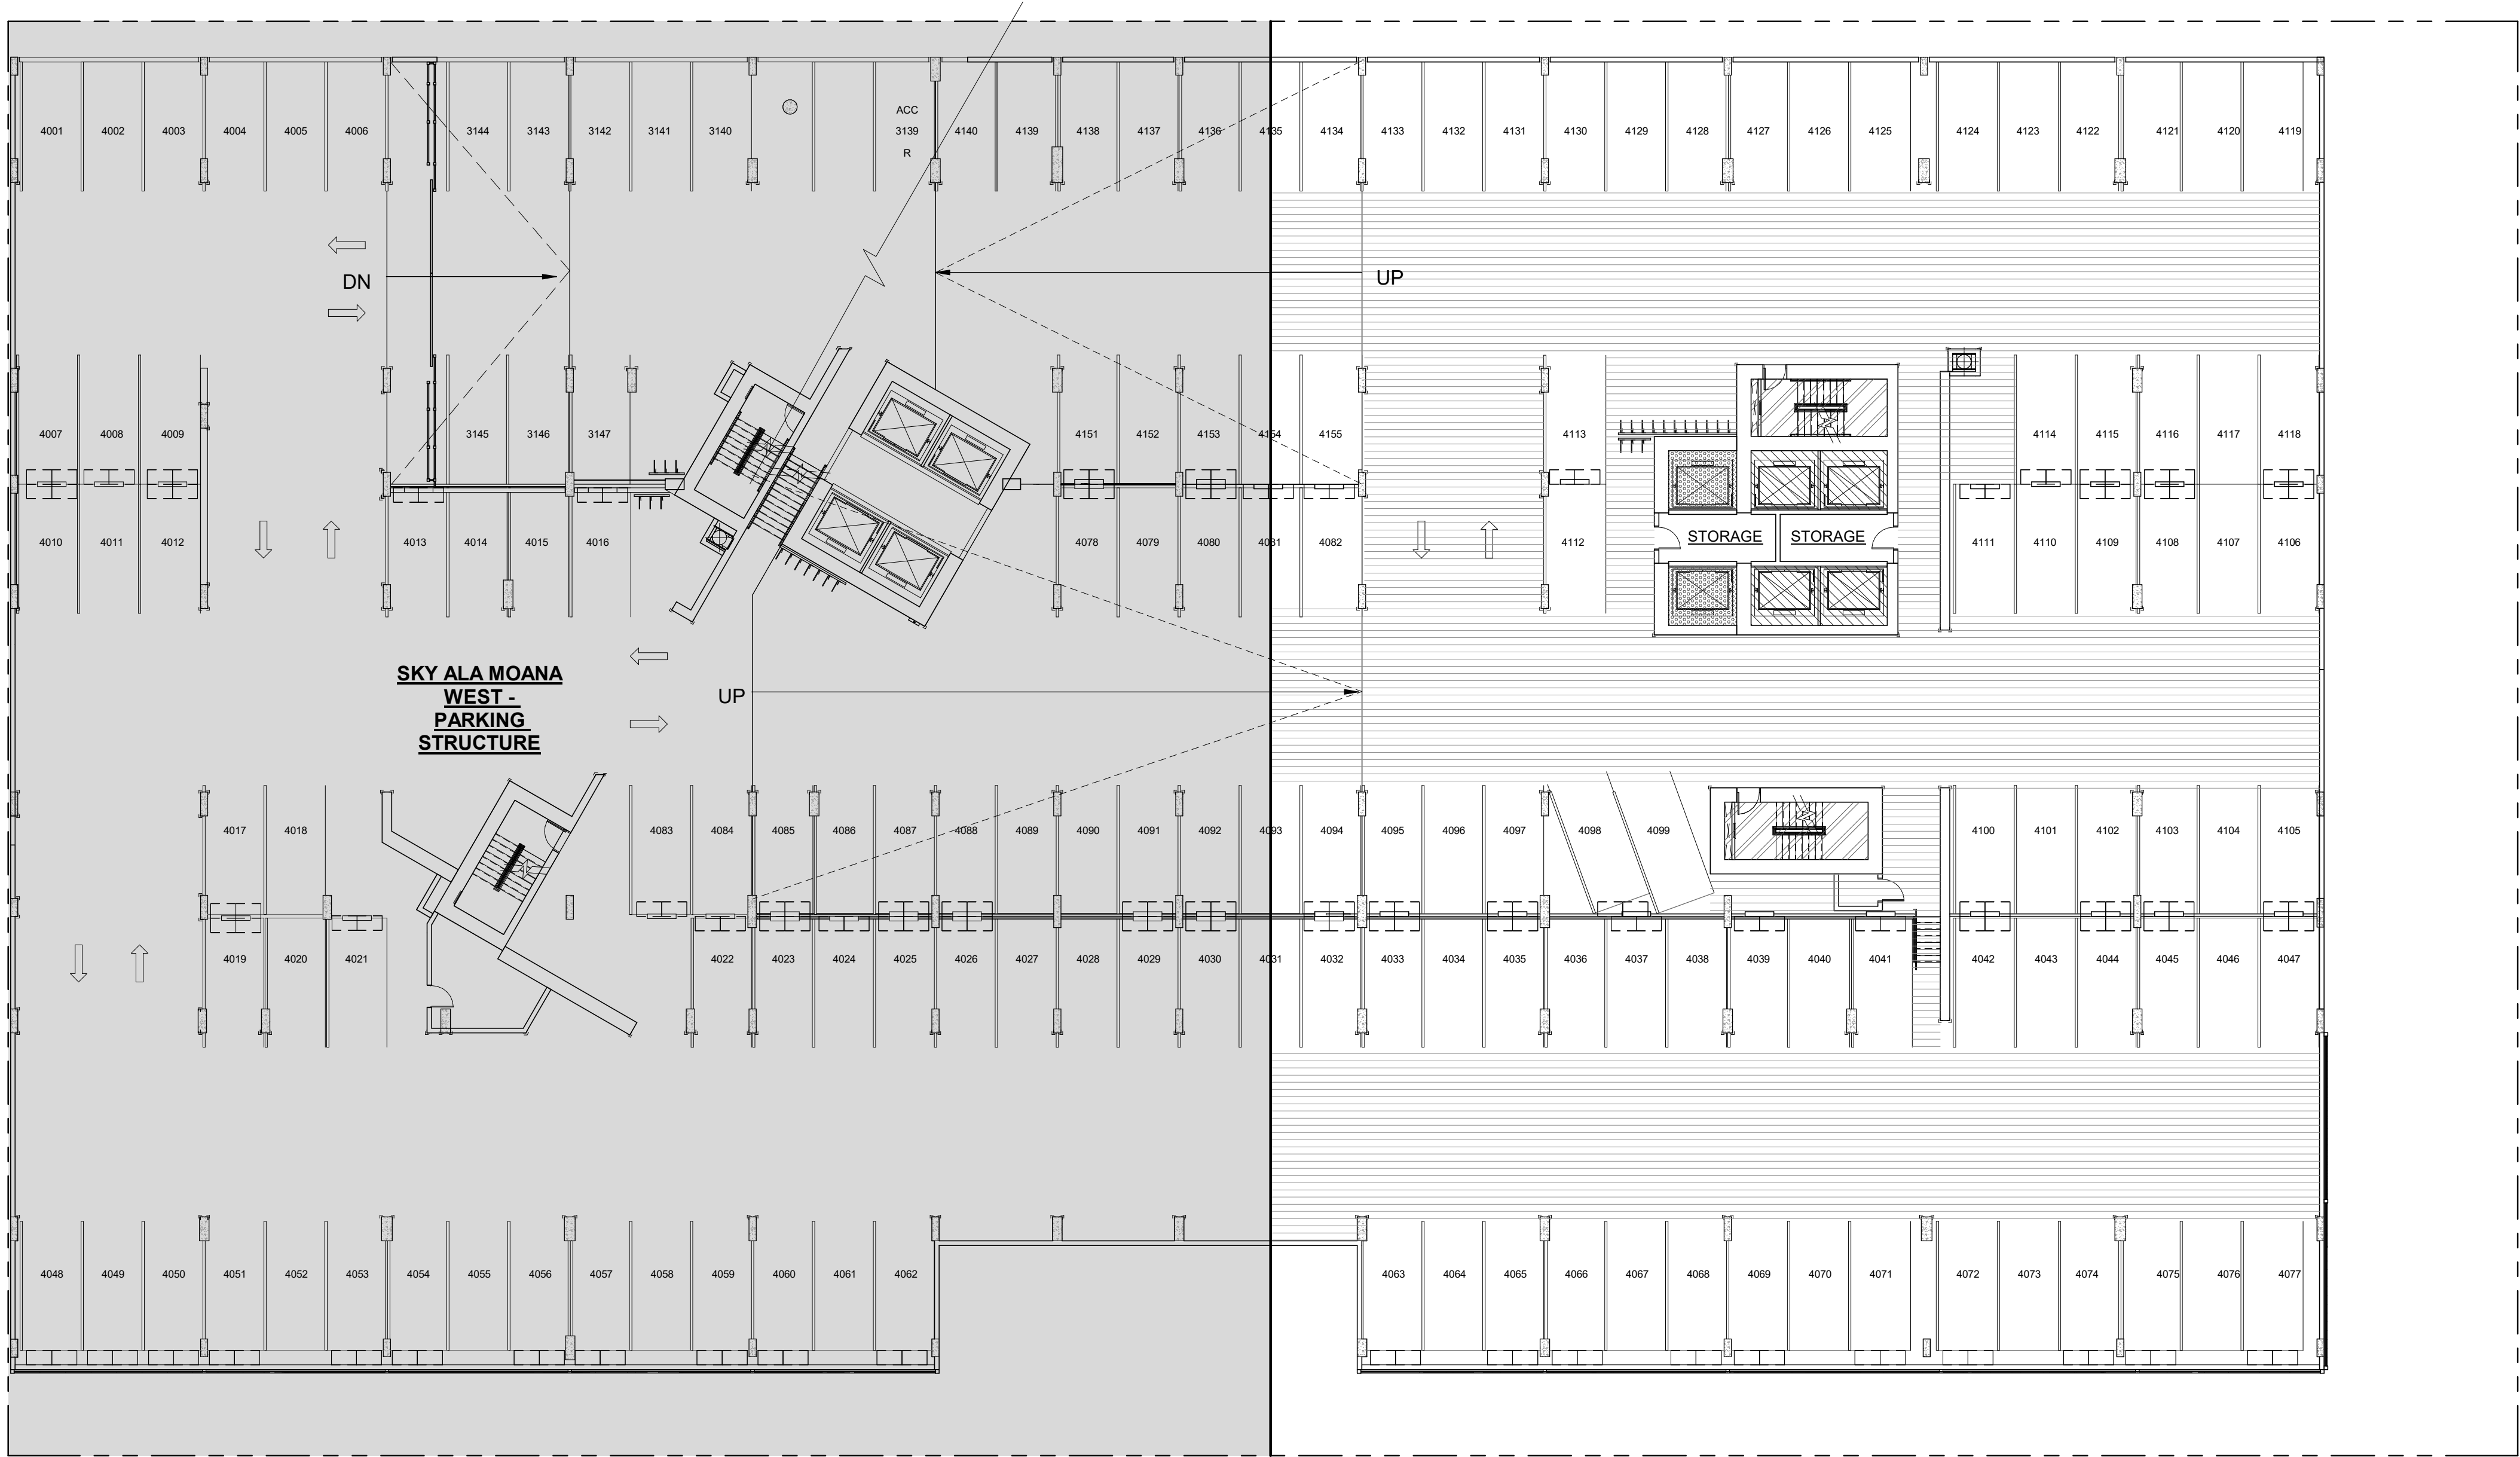 ACC
4001 4002 4003 4004 4005 4006 3144 3143 3142 3141 3140 3139 4140 4139 4138 4137 4136 4135 4134 4133 4132 4131 4130 4129 4128 4127 4126 4125 4124 4123 4122 4121 4120 4119
R
DN UP
4007 4008 4009 3145 3146 3147 4151 4152 4153 4154 4155 4113 4114 4115 4116 4117 4118
STORAGE STORAGE
4010 4011 4012 4013 4014 4015 4016 4078 4079 4080 4081 4082 4112 4111 4110 4109 4108 4107 4106
SKY ALA MOANA
WEST -
PARKING
STRUCTURE
UP
4017 4018 4083 4084 4085 4086 4087 4088 4089 4090 4091 4092 4093 4094 4095 4096 4097 4098 4099 4100 4101 4102 4103 4104 4105
4019 4020 4021 4022 4023 4024 4025 4026 4027 4028 4029 4030 4031 4032 4033 4034 4035 4036 4037 4038 4039 4040 4041 4042 4043 4044 4045 4046 4047
4048 4049 4050 4051 4052 4053 4054 4055 4056 4057 4058 4059 4060 4061 4062 4063 4064 4065 4066 4067 4068 4069 4070 4071 4072 4073 4074 4075 4076 4077